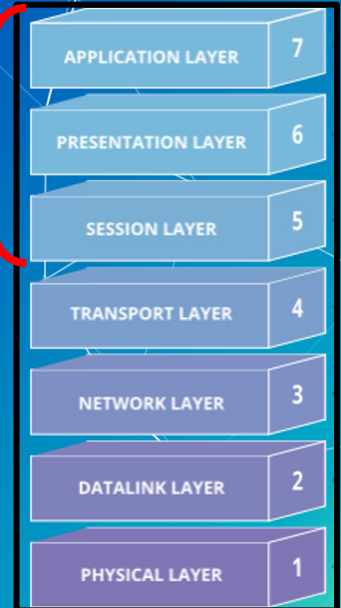 APPLICATION LAYER 7
PRESENTATION LAYER 6
SESSION LAYER 5
TRANSPORT LAYER 4
NETWORK LAYER 3
DATALINK LAYER 2
PHYSICAL LAYER 1